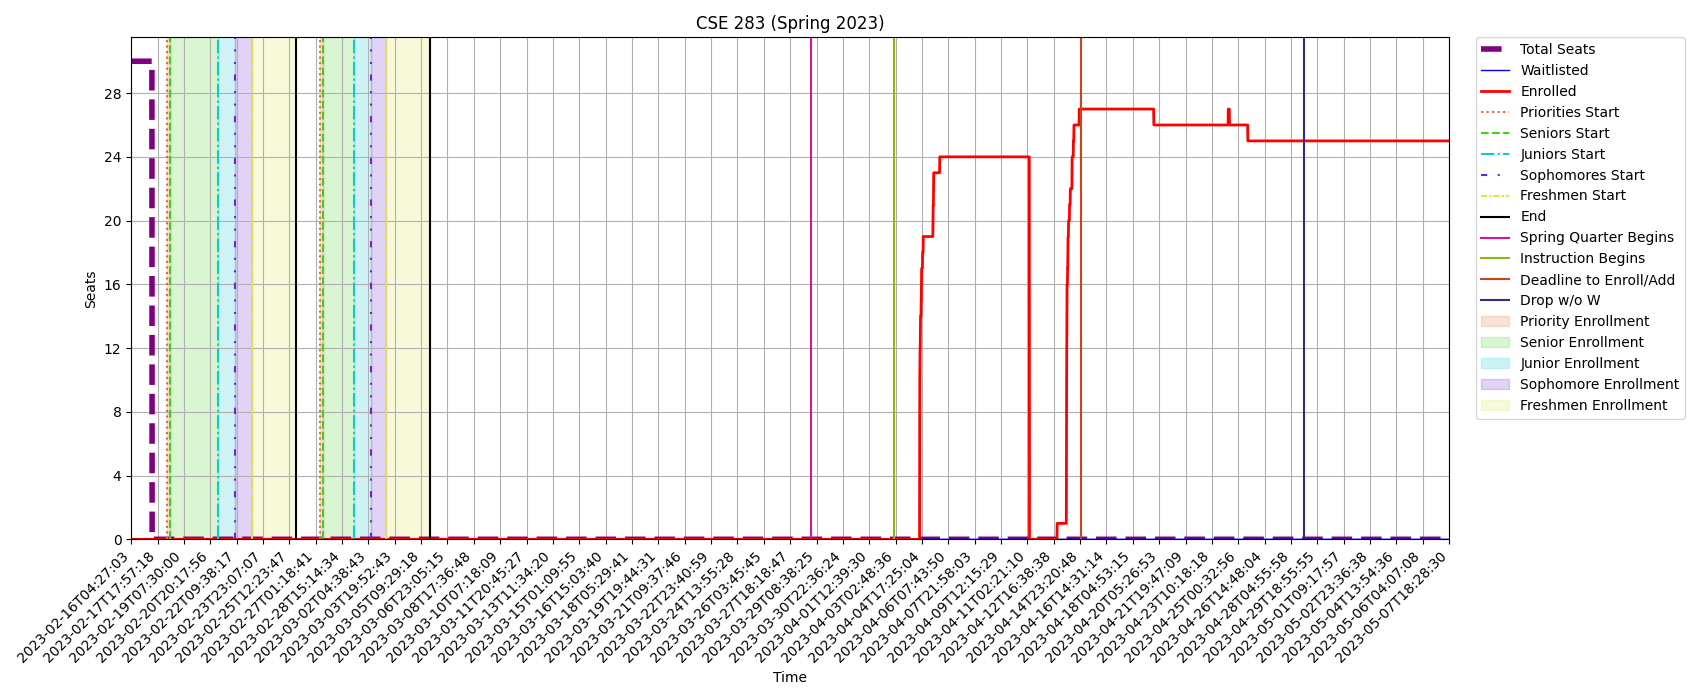 CSE 283 (Spring 2023)
Seats
28
24
20
16
12
8
4
0
2023-02-16T04:27:03
2023-02-17T17:57:18
2023-02-19T07:30:00
2023-02-20T20:17:56
2023-02-22T09:38:17
2023-02-23T23:07:07
2023-02-25T12:23:47
2023-02-27T01:18:41
2023-02-28T15:14:34
2023-03-02T04:38:43
2023-03-03T19:52:43
2023-03-05T09:29:18
2023-03-06T23:05:15
2023-03-08T17:36:48
2023-03-10T07:18:09
2023-03-11T20:45:27
2023-03-13T11:34:20
2023-03-15T01:09:55
2023-03-16T15:03:40
2023-03-18T05:29:41
2023-03-19T19:44:31
2023-03-21T09:37:46
2023-03-22T23:40:59
2023-03-24T13:55:28
2023-03-26T03:45:45
2023-03-27T18:18:47
2023-03-29T08:38:25
2023-03-30T22:36:24
2023-04-01T12:39:30
2023-04-03T02:48:36
2023-04-04T17:25:04
2023-04-06T07:43:50
2023-04-07T21:58:03
2023-04-09T12:15:29
2023-04-11T02:21:10
2023-04-12T16:38:38
2023-04-14T23:20:48
2023-04-16T14:31:14
2023-04-18T04:53:15
2023-04-20T05:26:53
2023-04-21T19:47:09
2023-04-23T10:18:18
2023-04-25T00:32:56
2023-04-26T14:48:04
2023-04-28T04:55:58
2023-04-29T18:55:55
2023-05-01T09:17:57
2023-05-02T23:36:38
2023-05-04T13:54:36
2023-05-06T04:07:08
2023-05-07T18:28:30
Time
Total Seats
Waitlisted
Enrolled
Priorities Start
Seniors Start
Juniors Start
Sophomores Start
Freshmen Start
End
Spring Quarter Begins
Instruction Begins
Deadline to Enroll/Add
Drop w/o W
Priority Enrollment
Senior Enrollment
Junior Enrollment
Sophomore Enrollment
Freshmen Enrollment